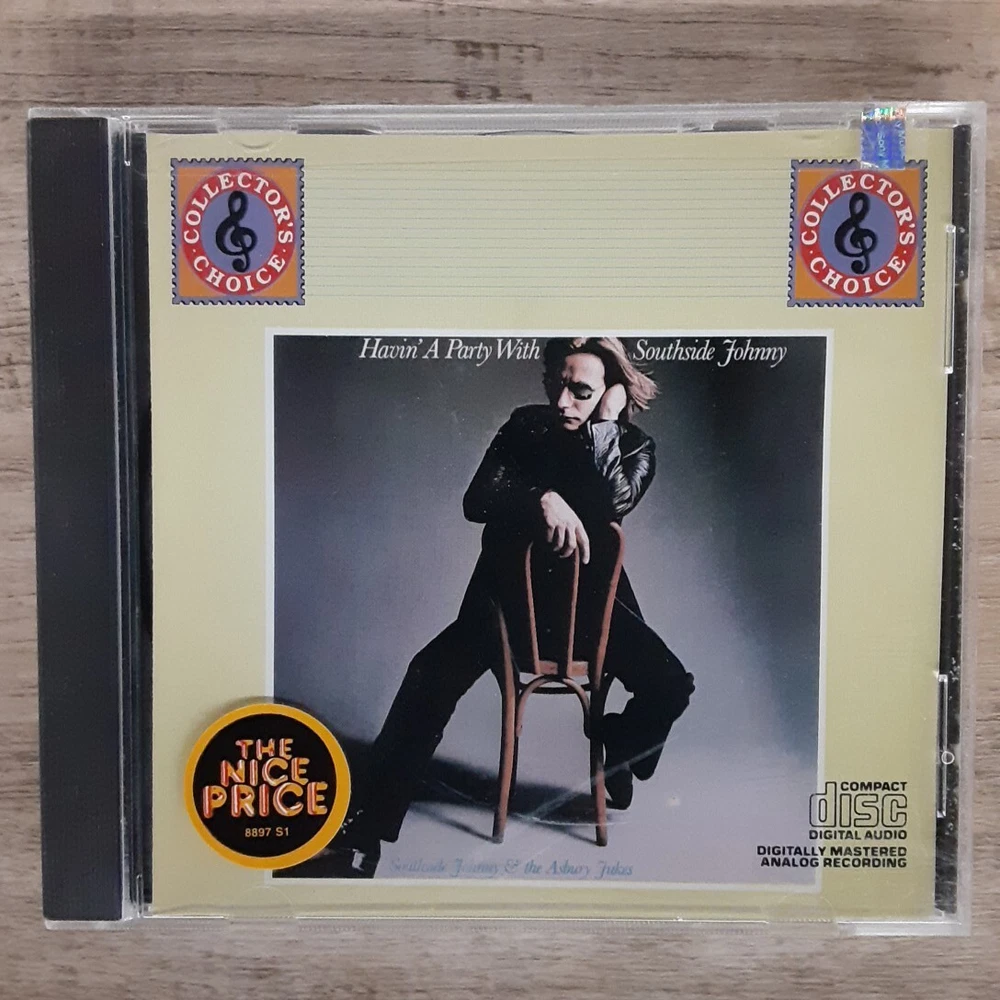 COLLECTOR'S
CHOICE
COLLECTOR'S
CHOICE
Havin' A Party With Southside Johnny
THE
NICE
PRICE
8897 S1
COMPACT
disc
DIGITAL AUDIO
DIGITALLY MASTERED
ANALOG RECORDING
Southside Johnny & the Asbury Jukes